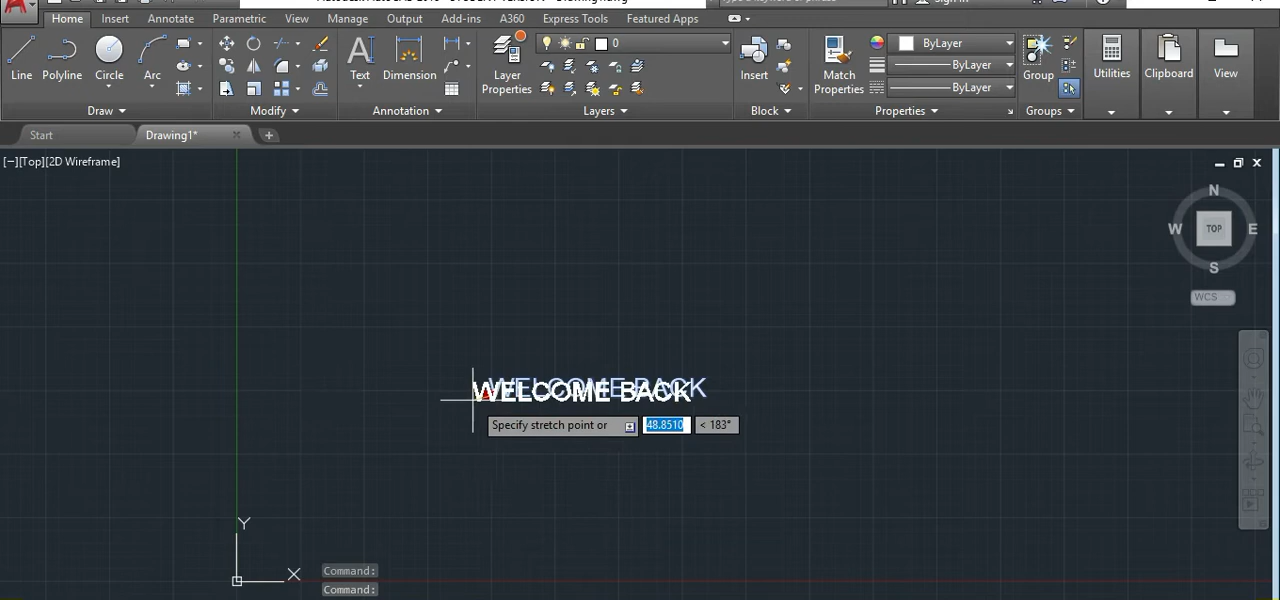 Home Insert Annotate Parametric View Manage Output Add-ins A360 Express Tools Featured Apps
0 ByLayer
ByLayer
ByLayer
Line Polyline Circle Arc Text Dimension Layer Properties Insert Match Properties Group Utilities Clipboard View
Draw Modify Annotation Layers Block Properties Groups
Start Drawing1*
[−][Top][2D Wireframe]
N
W TOP E
S
WCS
WELCOME BACK
WELCOME BACK
Specify stretch point or 48.8510 < 183°
Y
X
Command:
Command: